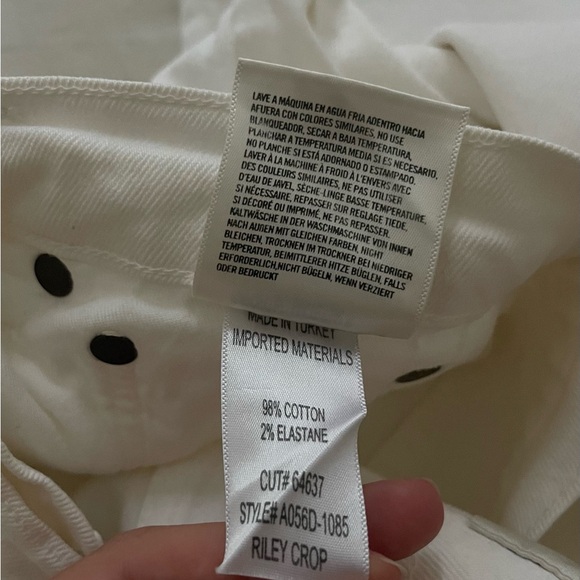 LAVE A MÁQUINA EN AGUA FRIA ADENTRO HACIA
AFUERA CON COLORES SIMILARES, NO USE
BLANQUEADOR, SECAR A BAJA TEMPERATURA,
PLANCHAR A TEMPERATURA MEDIA SI ES NECESARIO,
NO PLANCHE SI ESTÁ ADORNADO O ESTAMPADO.
LAVER À LA MACHINE À FROID À L'ENVERS AVEC
DES COULEURS SIMILAIRES, NE PAS UTILISER
D'EAU DE JAVEL, SÈCHE-LINGE BASSE TEMPERATURE,
SI NÉCESSAIRE, REPASSER SUR REGLAGE TIEDE,
SI DÉCORÉ OU IMPRIMÉ, NE PAS REPASSER.
KALTWÄSCHE IN DER WASCHMASCHINE VON INNEN
NACH AUßEN MIT GLEICHEN FARBEN, NIGHT
BLEICHEN, TROCKNEN IM TROCKNER BEI NIEDRIGER
TEMPERATUR, BEIMITTLERER HITZE BÜGLEN, FALLS
ERFORDERLICH,NICHT BÜGELN, WENN VERZIERT
ODER BEDRUCKT
MADE IN TURKEY
IMPORTED MATERIALS
98% COTTON
2% ELASTANE
CUT# 64637
STYLE# A056D-1085
RILEY CROP